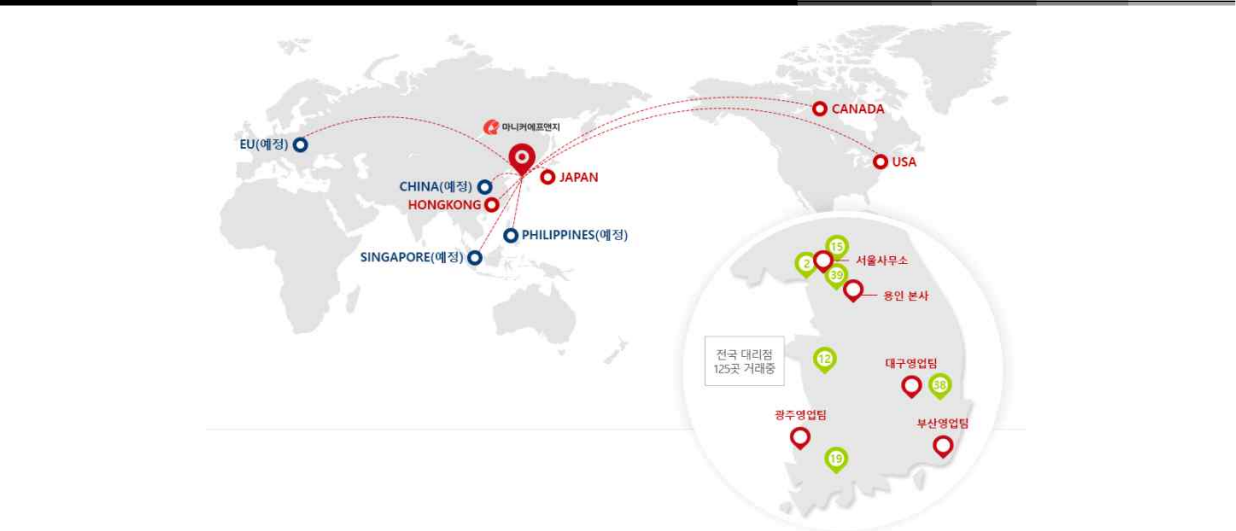 CANADA
마니커에프앤지
EU(예정)
USA
JAPAN
CHINA(예정)
HONGKONG
PHILIPPINES(예정)
SINGAPORE(예정)
15
2
서울사무소
39
용인 본사
전국 대리점
125곳 거래중
12
대구영업팀
38
광주영업팀
부산영업팀
19